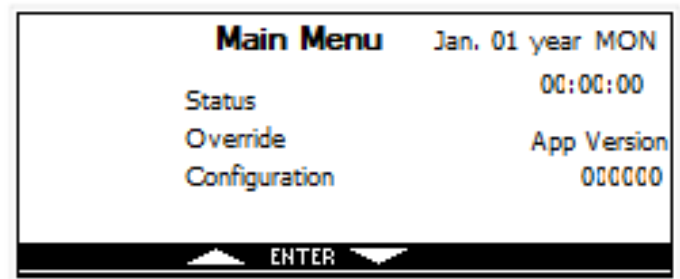 Main Menu Jan. 01 year MON
00:00:00
Status
Override App Version
Configuration 000000
ENTER